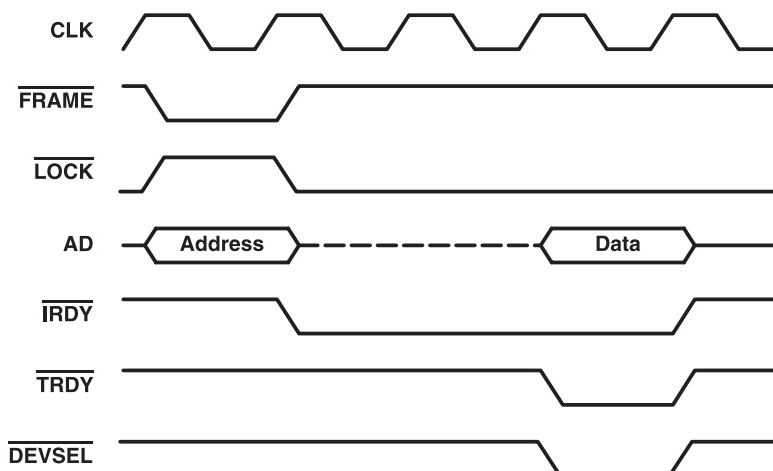 CLK
FRAME
LOCK
AD Address Data
IRDY
TRDY
DEVSEL